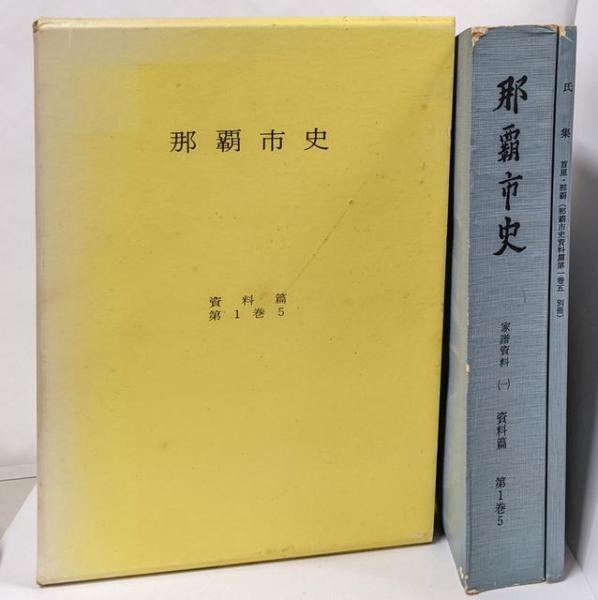 那覇市史
資料篇
第1巻5
那覇市史
家譜資料(一)
資料篇
第1巻5
氏集
首里・那覇(那覇市史資料篇第一巻五 別冊)